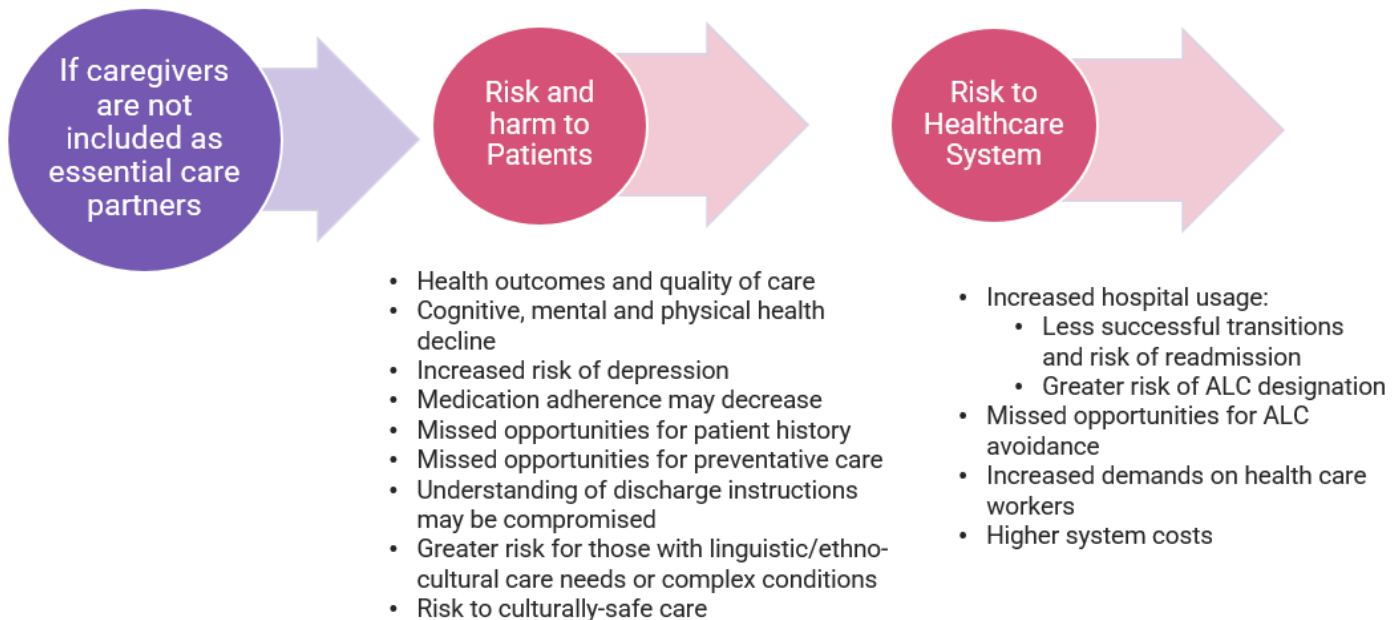 If caregivers
are not
included as
essential care
partners
Risk and
harm to
Patients
• Health outcomes and quality of care
• Cognitive, mental and physical health
decline
• Increased risk of depression
• Medication adherence may decrease
• Missed opportunities for patient history
• Missed opportunities for preventative care
• Understanding of discharge instructions
may be compromised
• Greater risk for those with linguistic/ethno-
cultural care needs or complex conditions
• Risk to culturally-safe care
Risk to
Healthcare
System
• Increased hospital usage:
• Less successful transitions
and risk of readmission
• Greater risk of ALC designation
• Missed opportunities for ALC
avoidance
• Increased demands on health care
workers
• Higher system costs